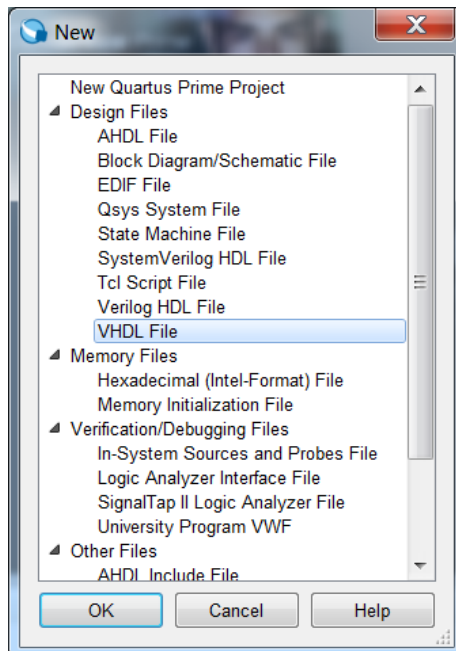 New
New Quartus Prime Project
Design Files
AHDL File
Block Diagram/Schematic File
EDIF File
Qsys System File
State Machine File
SystemVerilog HDL File
Tcl Script File
Verilog HDL File
VHDL File
Memory Files
Hexadecimal (Intel-Format) File
Memory Initialization File
Verification/Debugging Files
In-System Sources and Probes File
Logic Analyzer Interface File
SignalTap II Logic Analyzer File
University Program VWF
Other Files
AHDL Include File
OK Cancel Help